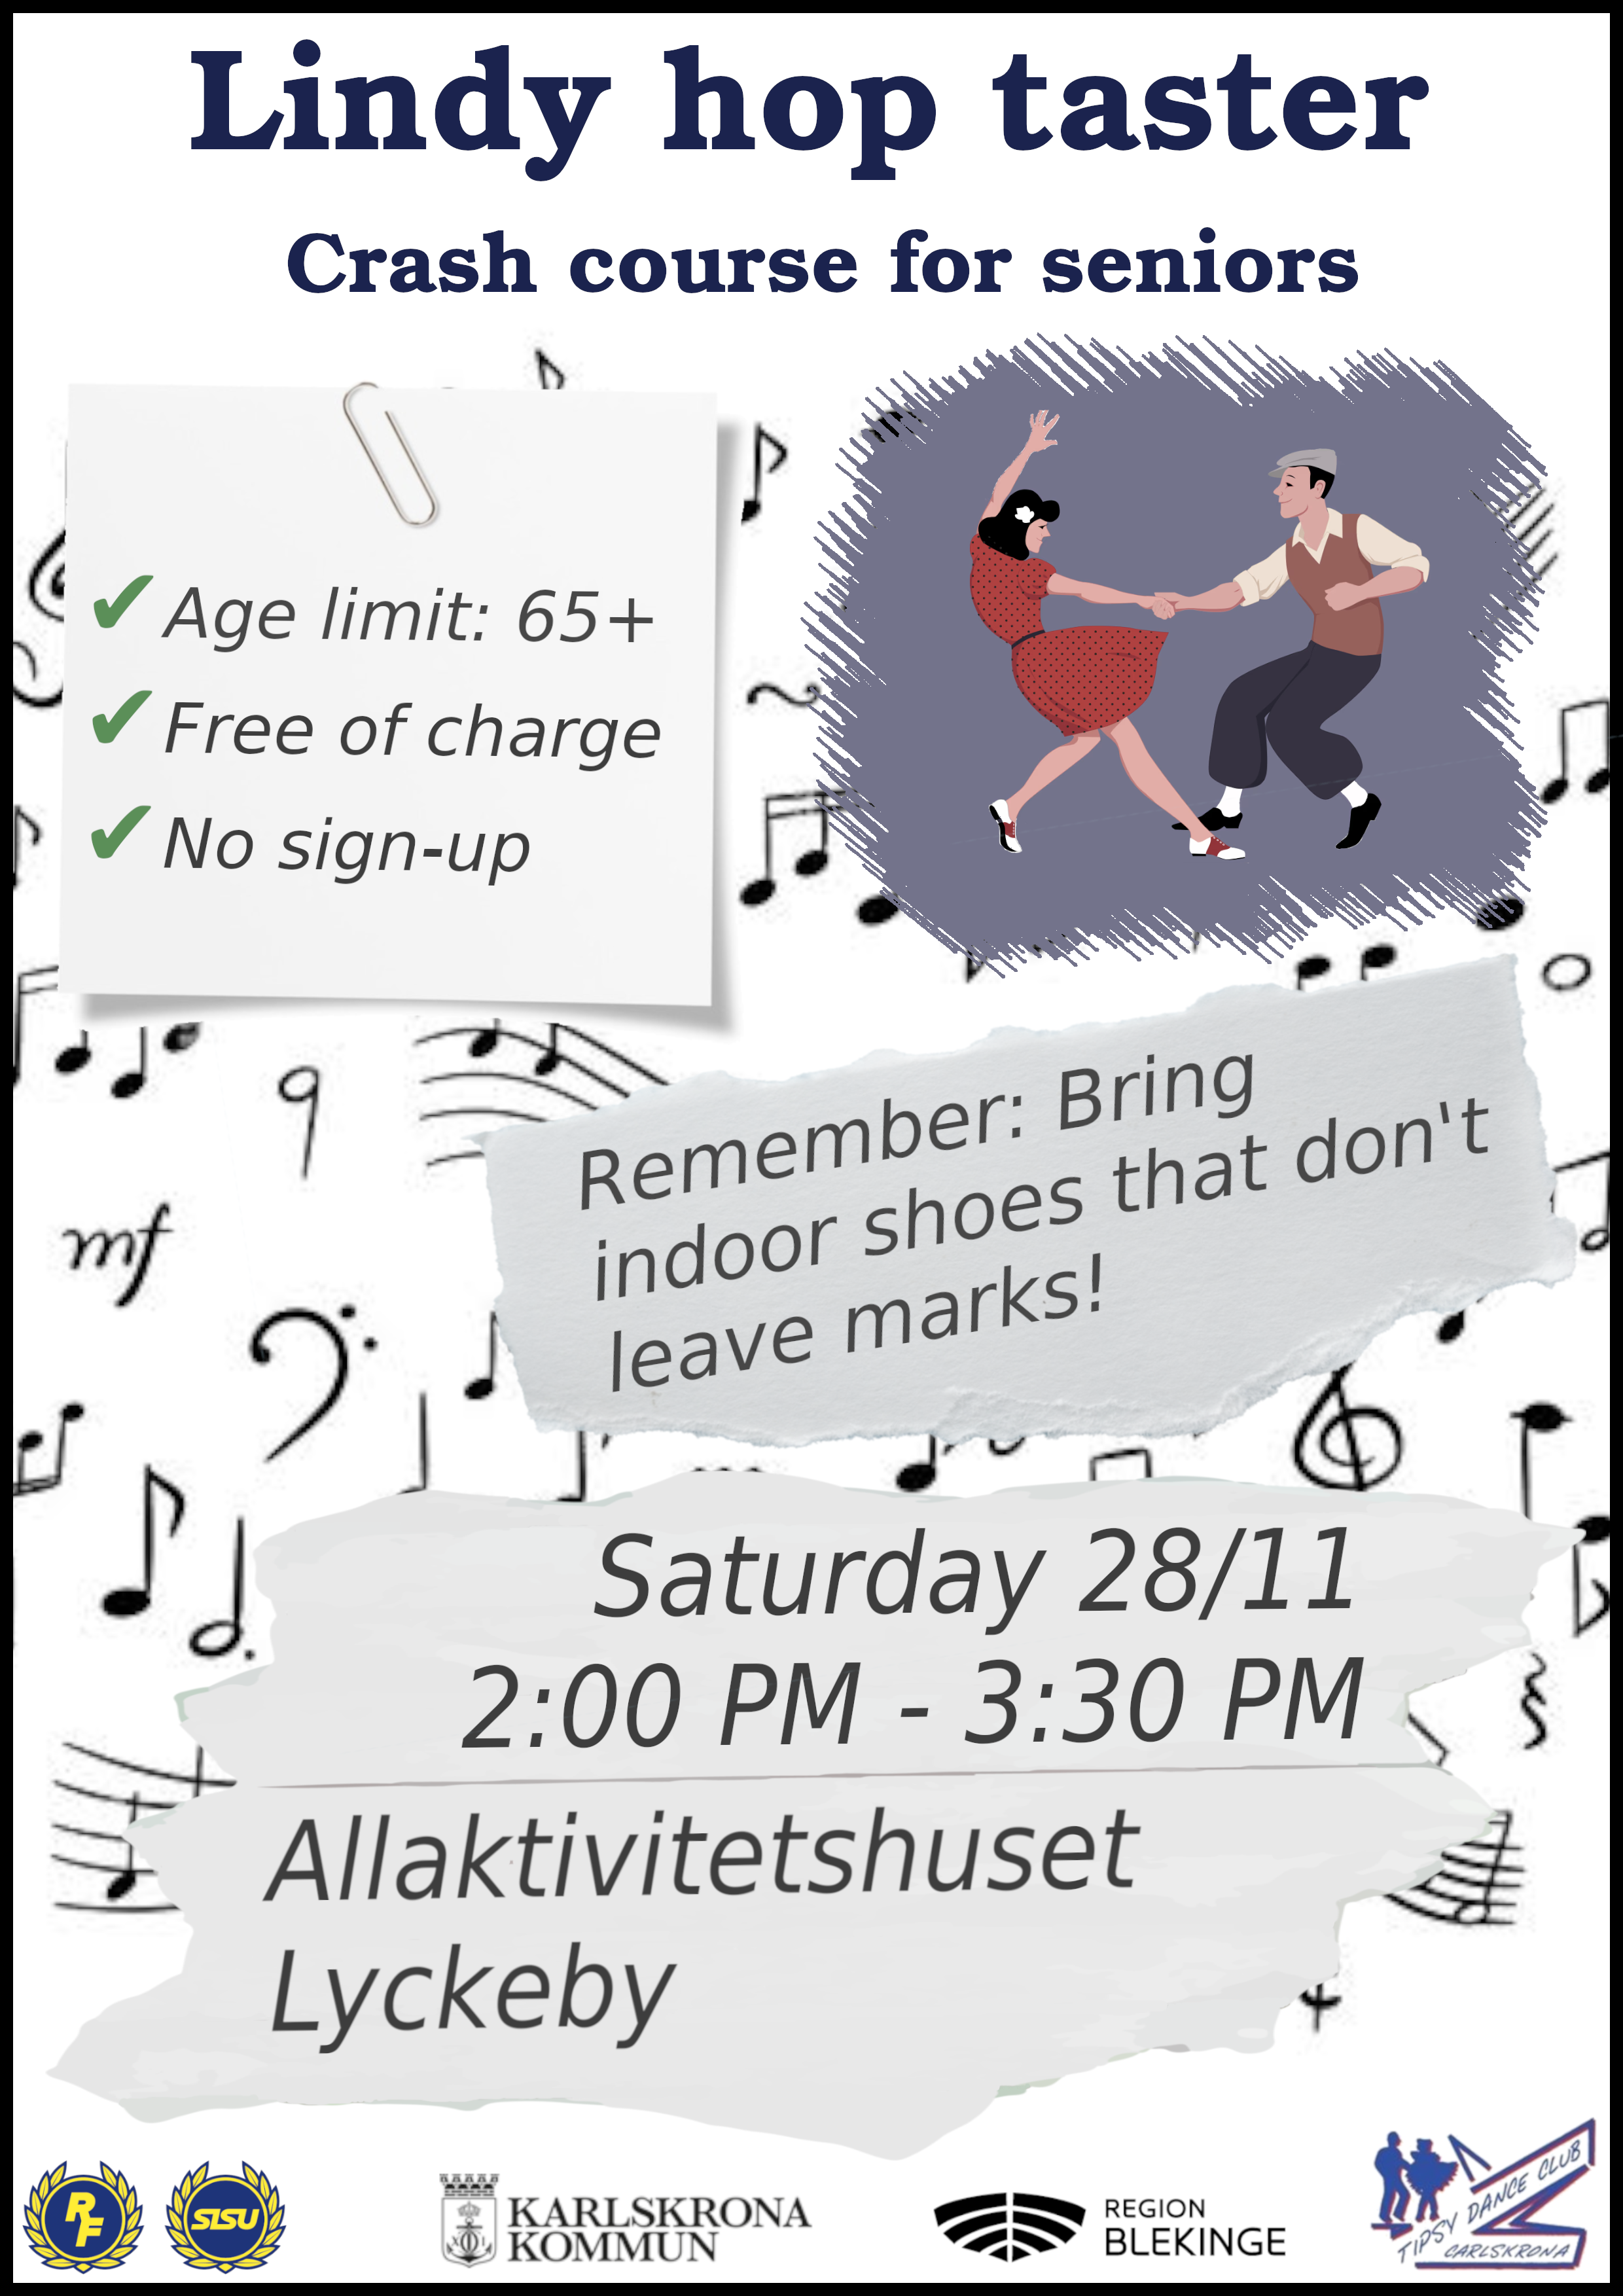 Lindy hop taster
Crash course for seniors
✔ Age limit: 65+
✔ Free of charge
✔ No sign-up
Remember: Bring
indoor shoes that don't
leave marks!
mf
Saturday 28/11
2:00 PM - 3:30 PM
Allaktivitetshuset
Lyckeby
RF
SISU
KARLSKRONA
KOMMUN
REGION
BLEKINGE
TIPSY DANCE CLUB
CARLSKRONA